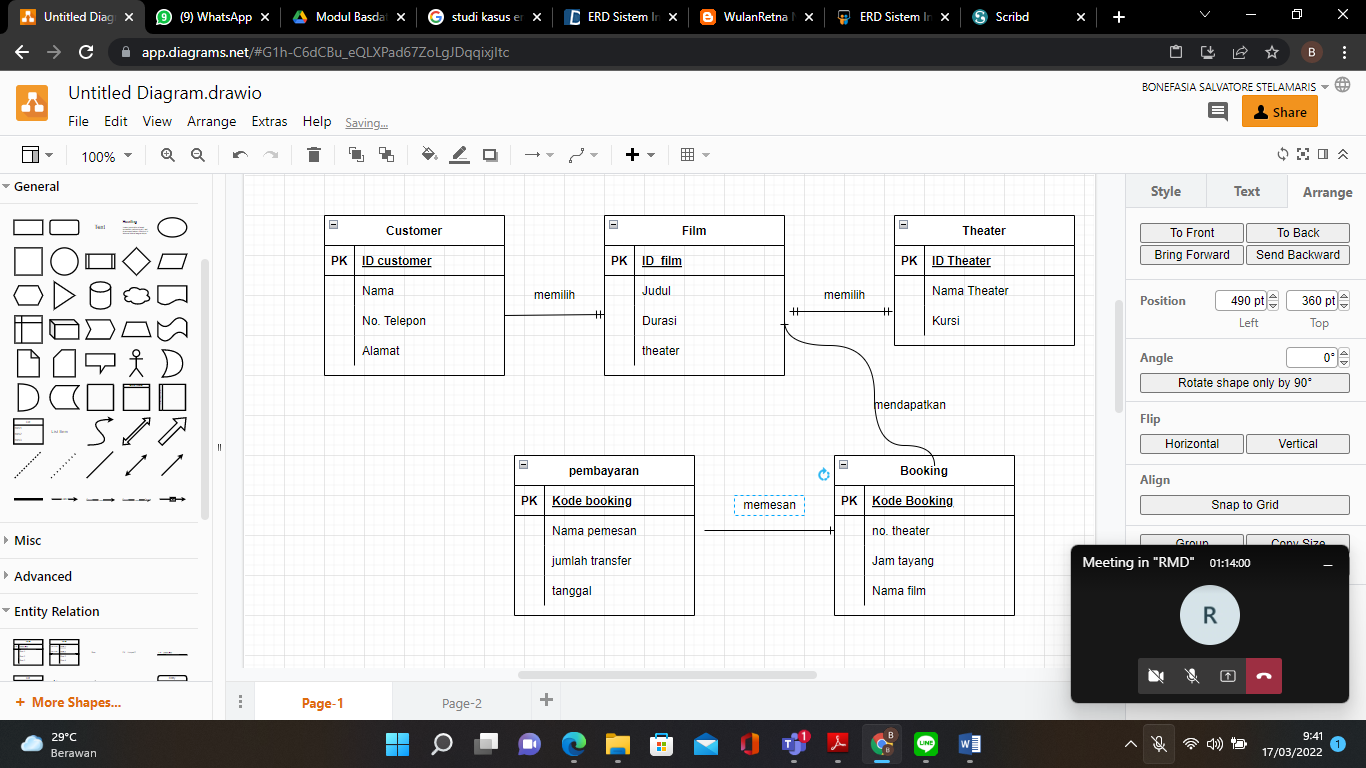 Untitled Diag
(9) WhatsApp
Modul Basda
studi kasus er
ERD Sistem In
WulanRetna
ERD Sistem In
Scribd
app.diagrams.net/#G1h-C6dCBu_eQLXPad67ZoLgJDqqixjItc
B
Untitled Diagram.drawio
BONEFASIA SALVATORE STELAMARIS
File Edit View Arrange Extras Help Saving...
Share
100%
General
Text
Misc
Advanced
Entity Relation
+ More Shapes...
Customer
PK ID customer
Nama
No. Telepon
Alamat
memilih
Film
PK ID_film
Judul
Durasi
theater
memilih
Theater
PK ID Theater
Nama Theater
Kursi
mendapatkan
pembayaran
PK Kode booking
Nama pemesan
jumlah transfer
tanggal
memesan
Booking
PK Kode Booking
no. theater
Jam tayang
Nama film
Style Text Arrange
To Front To Back
Bring Forward Send Backward
Position 490 pt 360 pt
Left Top
Angle 0°
Rotate shape only by 90°
Flip
Horizontal Vertical
Align
Snap to Grid
Group Copy Size
Meeting in "RMD" 01:14:00
R
Page-1 Page-2
29°C
Berawan
1
B
9:41
17/03/2022
1